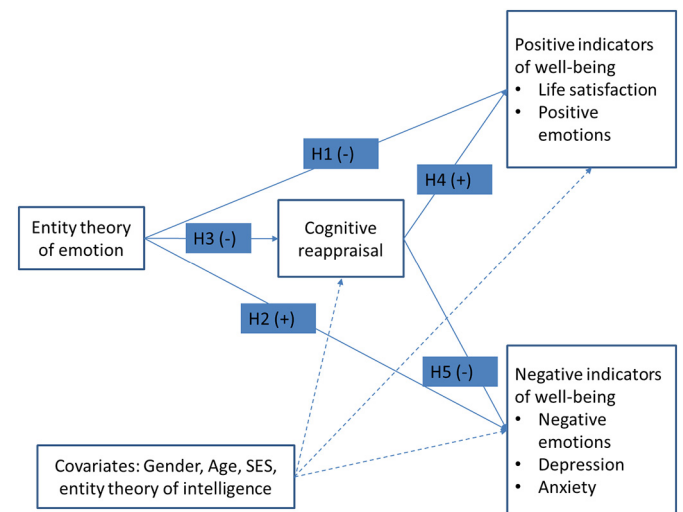 Positive indicators
of well-being
• Life satisfaction
• Positive
emotions
H1 (-)
H4 (+)
Entity theory
of emotion
H3 (-)
Cognitive
reappraisal
H2 (+)
H5 (-)
Negative indicators
of well-being
• Negative
emotions
• Depression
• Anxiety
Covariates: Gender, Age, SES,
entity theory of intelligence